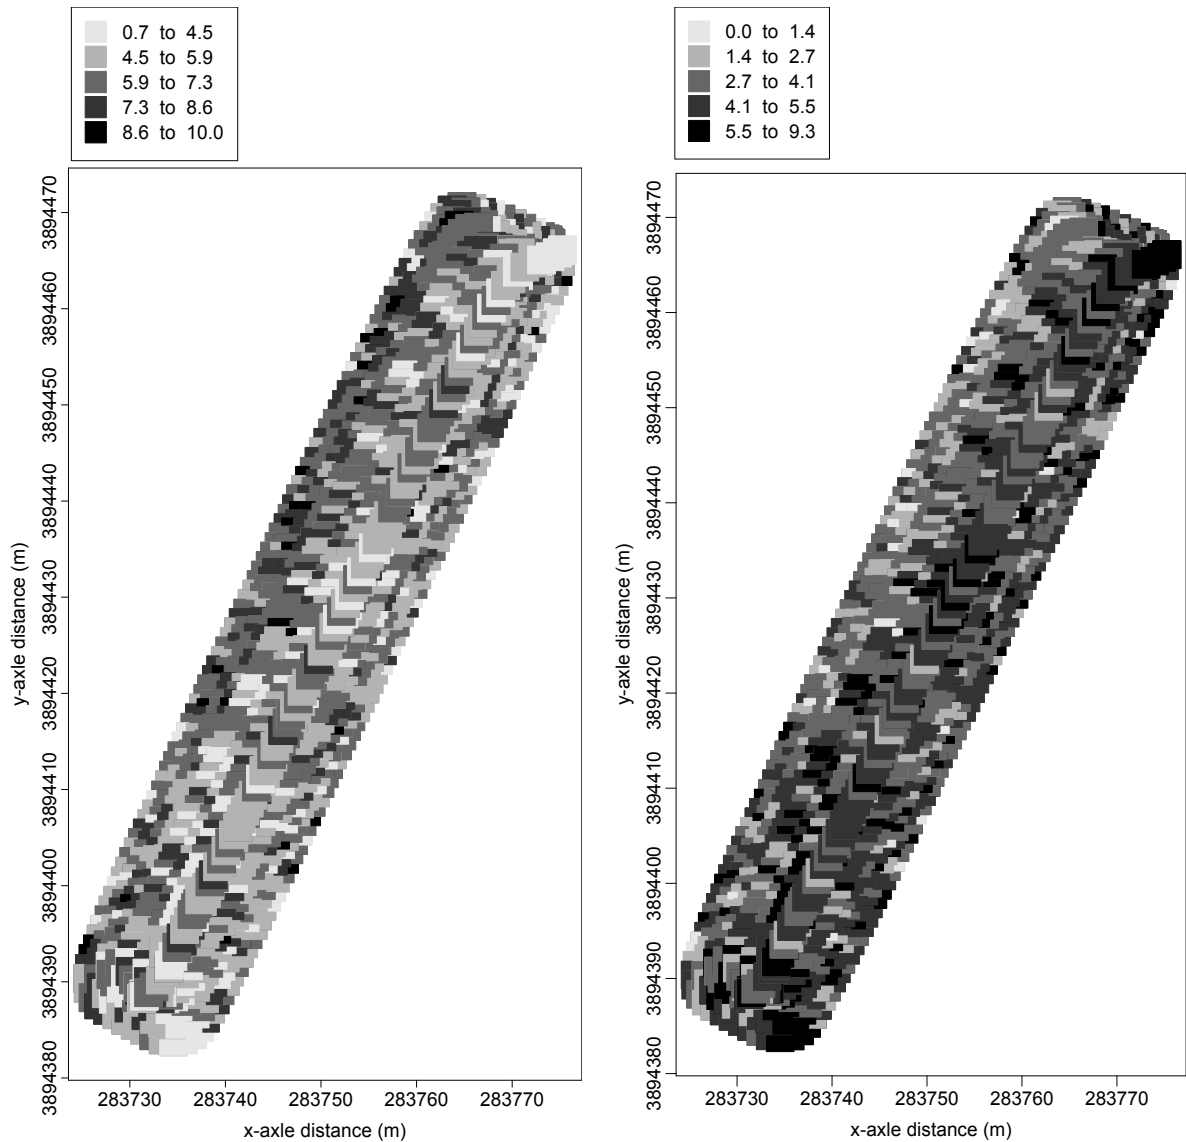 0.7 to 4.5
4.5 to 5.9
5.9 to 7.3
7.3 to 8.6
8.6 to 10.0
3894470
3894460
3894450
3894440
3894430
3894420
3894410
3894400
3894390
3894380
y-axle distance (m)
283730 283740 283750 283760 283770
x-axle distance (m)
0.0 to 1.4
1.4 to 2.7
2.7 to 4.1
4.1 to 5.5
5.5 to 9.3
3894470
3894460
3894450
3894440
3894430
3894420
3894410
3894400
3894390
3894380
y-axle distance (m)
283730 283740 283750 283760 283770
x-axle distance (m)